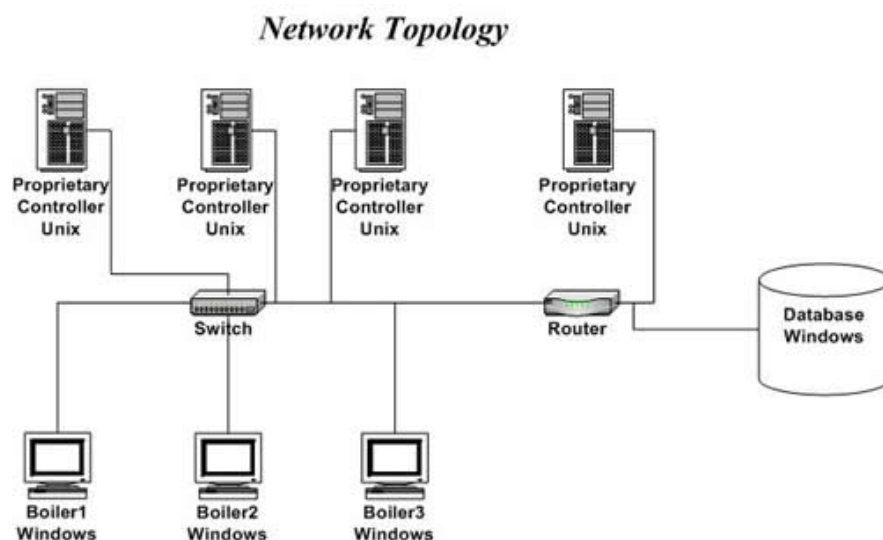 Network Topology
Proprietary
Controller
Unix
Proprietary
Controller
Unix
Proprietary
Controller
Unix
Proprietary
Controller
Unix
Switch
Router
Database
Windows
Boiler1
Windows
Boiler2
Windows
Boiler3
Windows